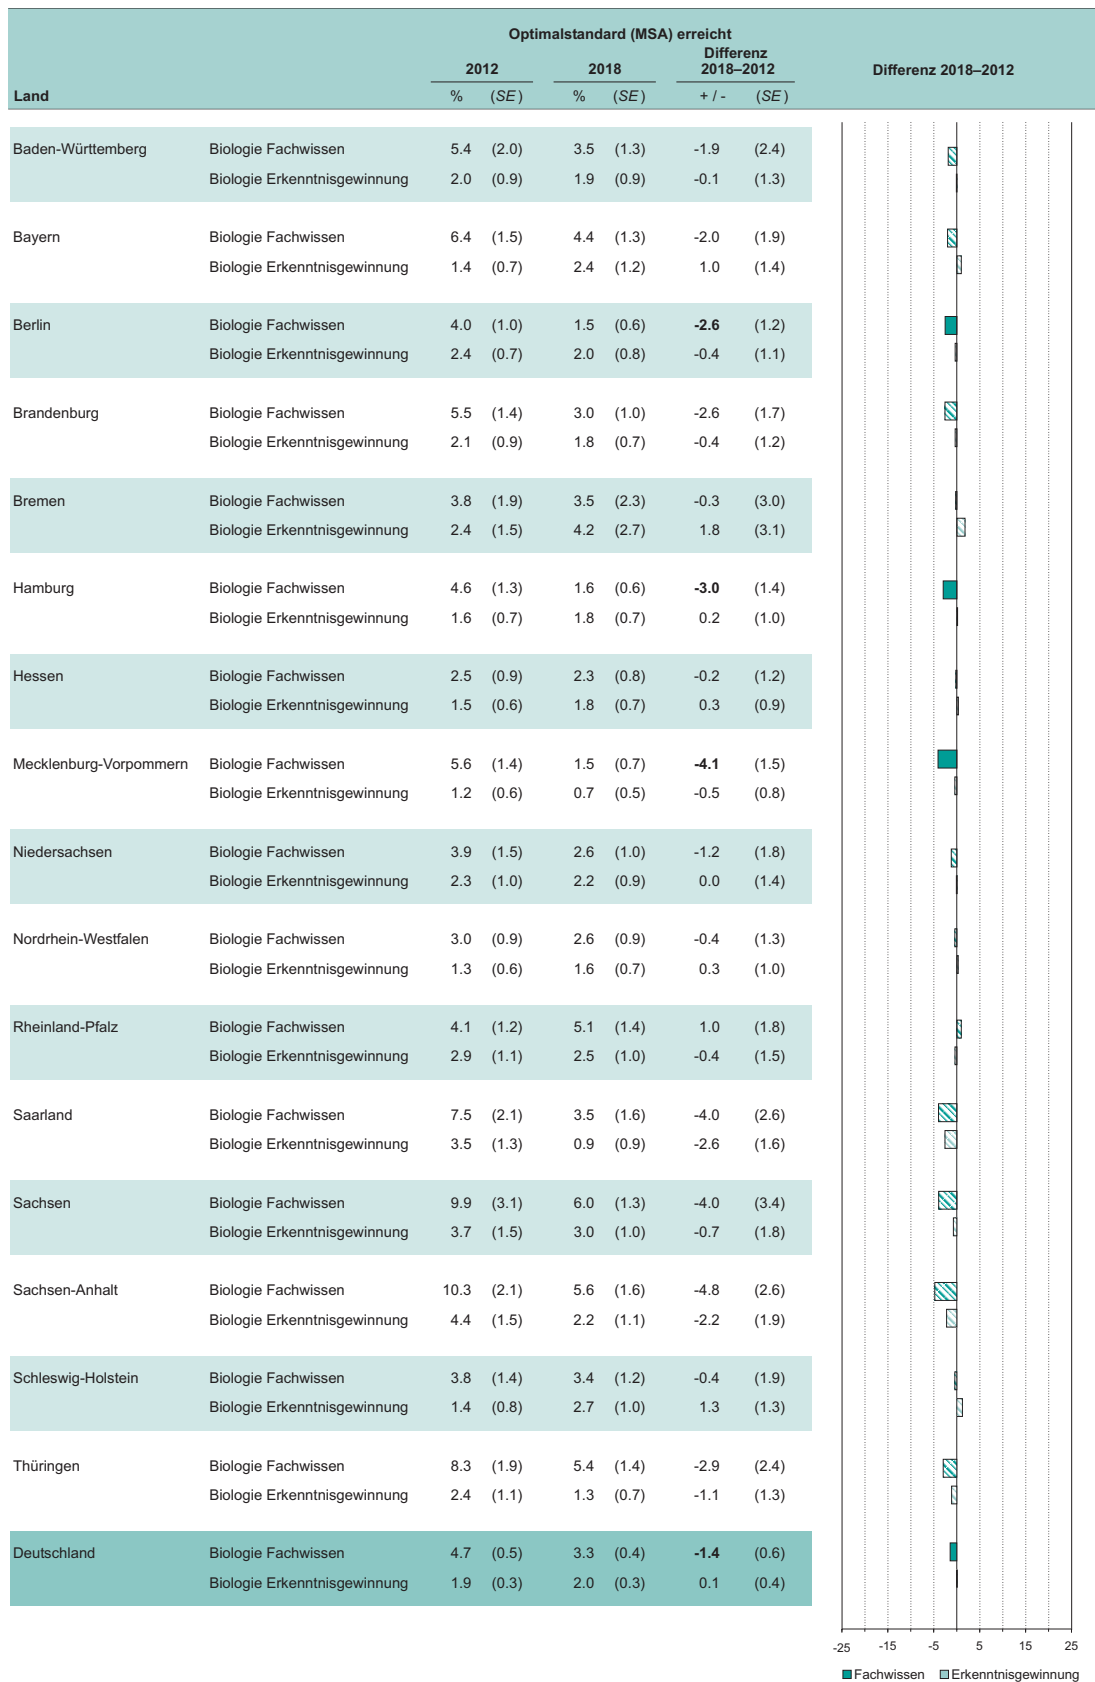 Optimalstandard (MSA) erreicht
2012 2018 Differenz 2018–2012 Differenz 2018–2012
Land % (SE) % (SE) + / - (SE)
Baden-Württemberg Biologie Fachwissen 5.4 (2.0) 3.5 (1.3) -1.9 (2.4)
Biologie Erkenntnisgewinnung 2.0 (0.9) 1.9 (0.9) -0.1 (1.3)
Bayern Biologie Fachwissen 6.4 (1.5) 4.4 (1.3) -2.0 (1.9)
Biologie Erkenntnisgewinnung 1.4 (0.7) 2.4 (1.2) 1.0 (1.4)
Berlin Biologie Fachwissen 4.0 (1.0) 1.5 (0.6) -2.6 (1.2)
Biologie Erkenntnisgewinnung 2.4 (0.7) 2.0 (0.8) -0.4 (1.1)
Brandenburg Biologie Fachwissen 5.5 (1.4) 3.0 (1.0) -2.6 (1.7)
Biologie Erkenntnisgewinnung 2.1 (0.9) 1.8 (0.7) -0.4 (1.2)
Bremen Biologie Fachwissen 3.8 (1.9) 3.5 (2.3) -0.3 (3.0)
Biologie Erkenntnisgewinnung 2.4 (1.5) 4.2 (2.7) 1.8 (3.1)
Hamburg Biologie Fachwissen 4.6 (1.3) 1.6 (0.6) -3.0 (1.4)
Biologie Erkenntnisgewinnung 1.6 (0.7) 1.8 (0.7) 0.2 (1.0)
Hessen Biologie Fachwissen 2.5 (0.9) 2.3 (0.8) -0.2 (1.2)
Biologie Erkenntnisgewinnung 1.5 (0.6) 1.8 (0.7) 0.3 (0.9)
Mecklenburg-Vorpommern Biologie Fachwissen 5.6 (1.4) 1.5 (0.7) -4.1 (1.5)
Biologie Erkenntnisgewinnung 1.2 (0.6) 0.7 (0.5) -0.5 (0.8)
Niedersachsen Biologie Fachwissen 3.9 (1.5) 2.6 (1.0) -1.2 (1.8)
Biologie Erkenntnisgewinnung 2.3 (1.0) 2.2 (0.9) 0.0 (1.4)
Nordrhein-Westfalen Biologie Fachwissen 3.0 (0.9) 2.6 (0.9) -0.4 (1.3)
Biologie Erkenntnisgewinnung 1.3 (0.6) 1.6 (0.7) 0.3 (1.0)
Rheinland-Pfalz Biologie Fachwissen 4.1 (1.2) 5.1 (1.4) 1.0 (1.8)
Biologie Erkenntnisgewinnung 2.9 (1.1) 2.5 (1.0) -0.4 (1.5)
Saarland Biologie Fachwissen 7.5 (2.1) 3.5 (1.6) -4.0 (2.6)
Biologie Erkenntnisgewinnung 3.5 (1.3) 0.9 (0.9) -2.6 (1.6)
Sachsen Biologie Fachwissen 9.9 (3.1) 6.0 (1.3) -4.0 (3.4)
Biologie Erkenntnisgewinnung 3.7 (1.5) 3.0 (1.0) -0.7 (1.8)
Sachsen-Anhalt Biologie Fachwissen 10.3 (2.1) 5.6 (1.6) -4.8 (2.6)
Biologie Erkenntnisgewinnung 4.4 (1.5) 2.2 (1.1) -2.2 (1.9)
Schleswig-Holstein Biologie Fachwissen 3.8 (1.4) 3.4 (1.2) -0.4 (1.9)
Biologie Erkenntnisgewinnung 1.4 (0.8) 2.7 (1.0) 1.3 (1.3)
Thüringen Biologie Fachwissen 8.3 (1.9) 5.4 (1.4) -2.9 (2.4)
Biologie Erkenntnisgewinnung 2.4 (1.1) 1.3 (0.7) -1.1 (1.3)
Deutschland Biologie Fachwissen 4.7 (0.5) 3.3 (0.4) -1.4 (0.6)
Biologie Erkenntnisgewinnung 1.9 (0.3) 2.0 (0.3) 0.1 (0.4)
-25 -15 -5 5 15 25
Fachwissen Erkenntnisgewinnung